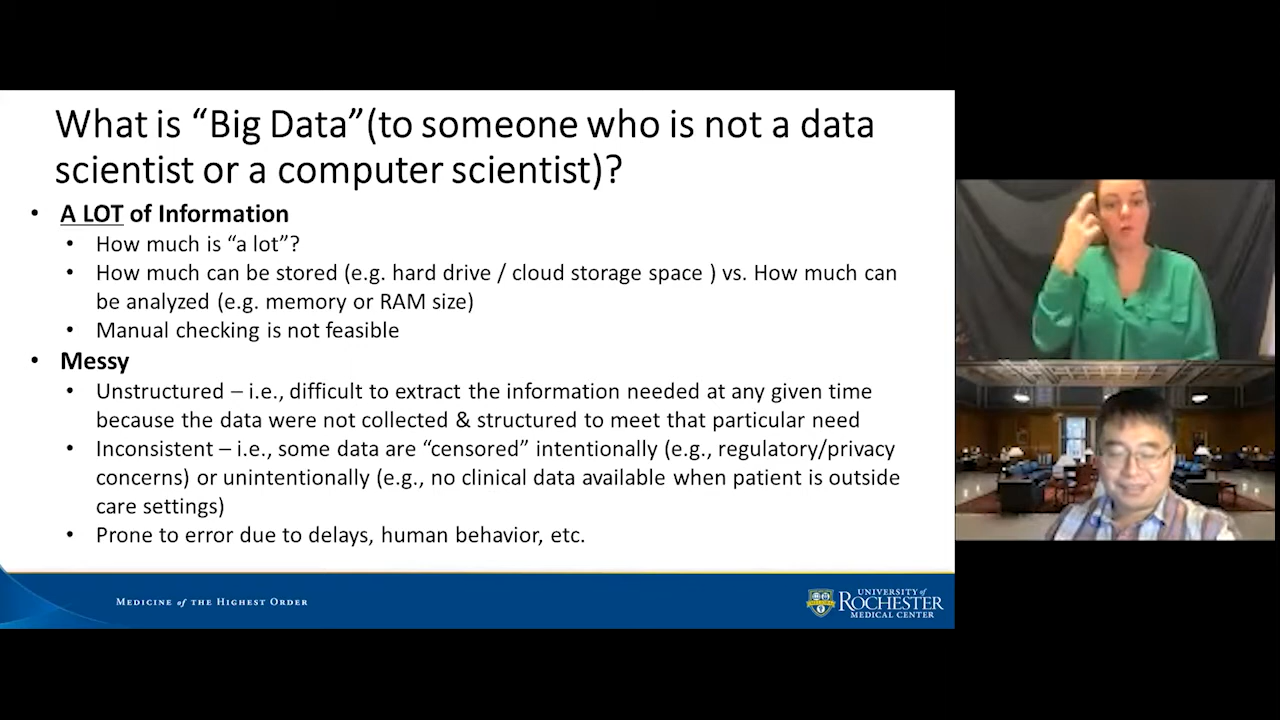 What is “Big Data”(to someone who is not a data
scientist or a computer scientist)?
• A LOT of Information
• How much is “a lot”?
• How much can be stored (e.g. hard drive / cloud storage space ) vs. How much can
be analyzed (e.g. memory or RAM size)
• Manual checking is not feasible
• Messy
• Unstructured – i.e., difficult to extract the information needed at any given time
because the data were not collected & structured to meet that particular need
• Inconsistent – i.e., some data are “censored” intentionally (e.g., regulatory/privacy
concerns) or unintentionally (e.g., no clinical data available when patient is outside
care settings)
• Prone to error due to delays, human behavior, etc.
MEDICINE of THE HIGHEST ORDER
UNIVERSITY of
ROCHESTER
MEDICAL CENTER